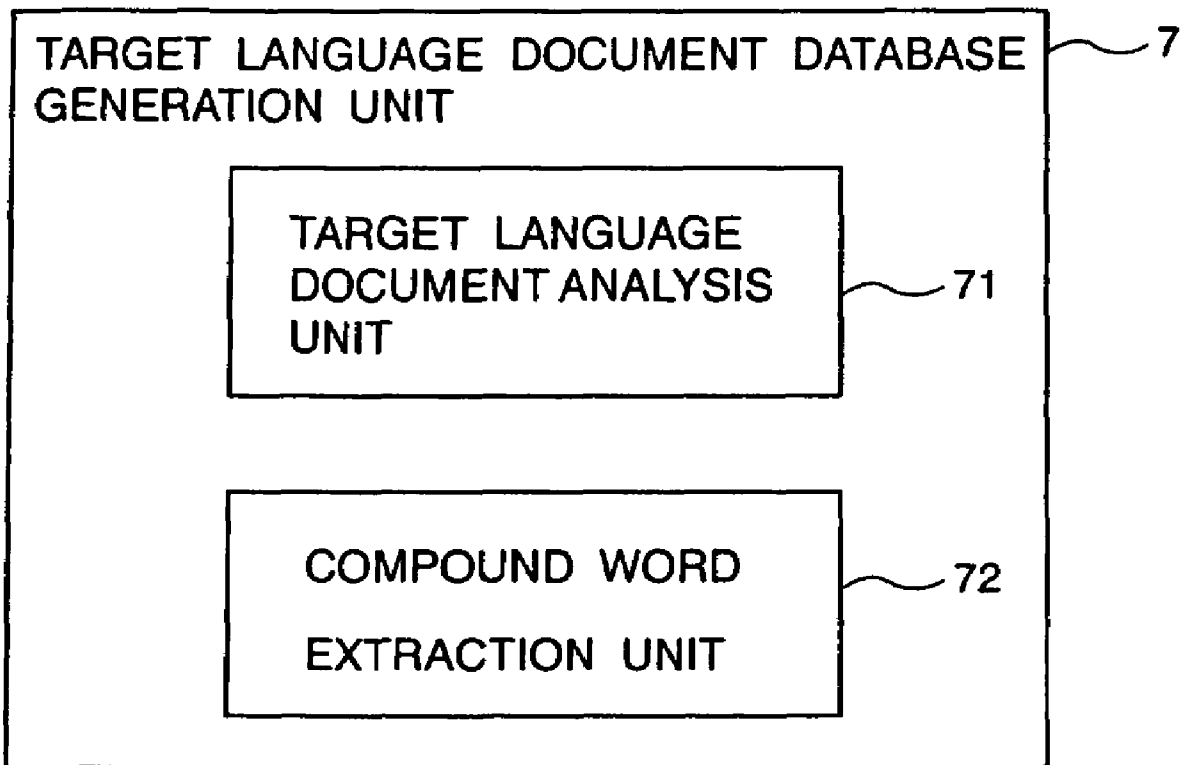 TARGET LANGUAGE DOCUMENT DATABASE
GENERATION UNIT
7
TARGET LANGUAGE
DOCUMENT ANALYSIS
UNIT
71
COMPOUND WORD
EXTRACTION UNIT
72